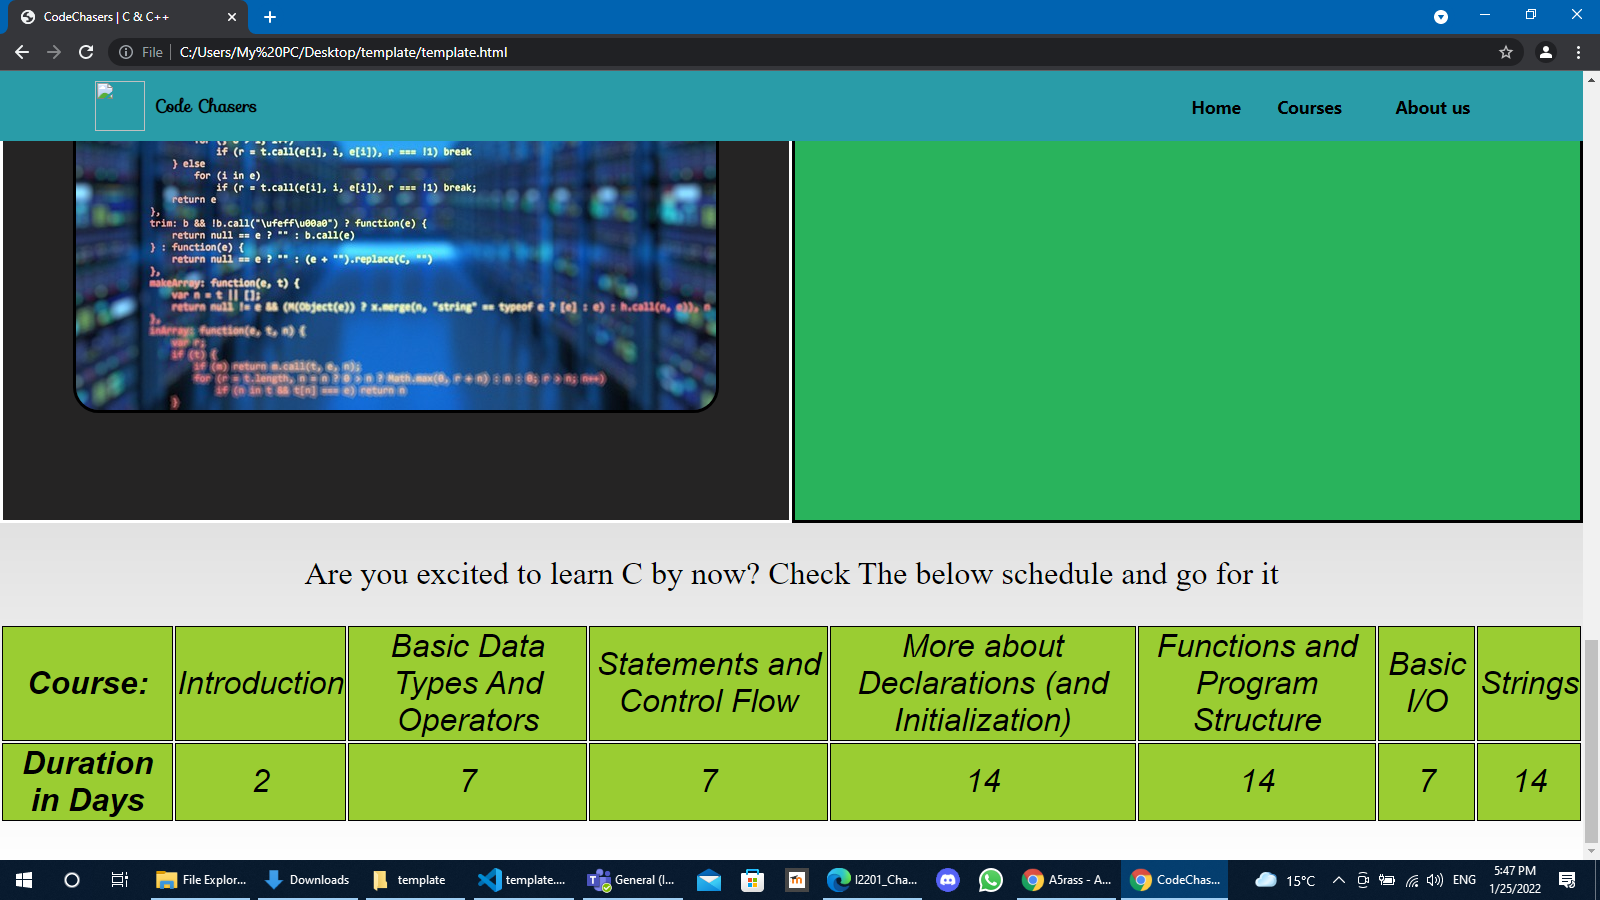 CodeChasers | C & C++
File
C:/Users/My%20PC/Desktop/template/template.html
Code Chasers
Home Courses About us
if (r = t.call(e[i], i, e[i]), r === !1) break
} else
for (i in e)
if (r = t.call(e[i], i, e[i]), r === !1) break;
return e
},
trim: b && !b.call("\ufeff\u00a0") ? function(e) {
return null == e ? "" : b.call(e)
} : function(e) {
return null == e ? "" : (e + "").replace(C, "")
},
makeArray: function(e, t) {
var n = t || [];
return null != e && (M(Object(e)) ? x.merge(n, "string" == typeof e ? [e] : e) : h.call(n, e)), n
},
inArray: function(e, t, n) {
var r;
if (t) {
if (m) return m.call(t, e, n);
for (r = t.length, n = n ? 0 > n ? Math.max(0, r + n) : n : 0; r > n; n++)
if (n in t && t[n] === e) return n
}
Are you excited to learn C by now? Check The below schedule and go for it
Course: Introduction Basic Data Types And Operators Statements and Control Flow More about Declarations (and Initialization) Functions and Program Structure Basic I/O Strings
Duration in Days 2 7 7 14 14 7 14
File Explor... Downloads template template.... General (l... I2201_Cha... A5rass - A... CodeChas... 15°C ENG 5:47 PM
1/25/2022